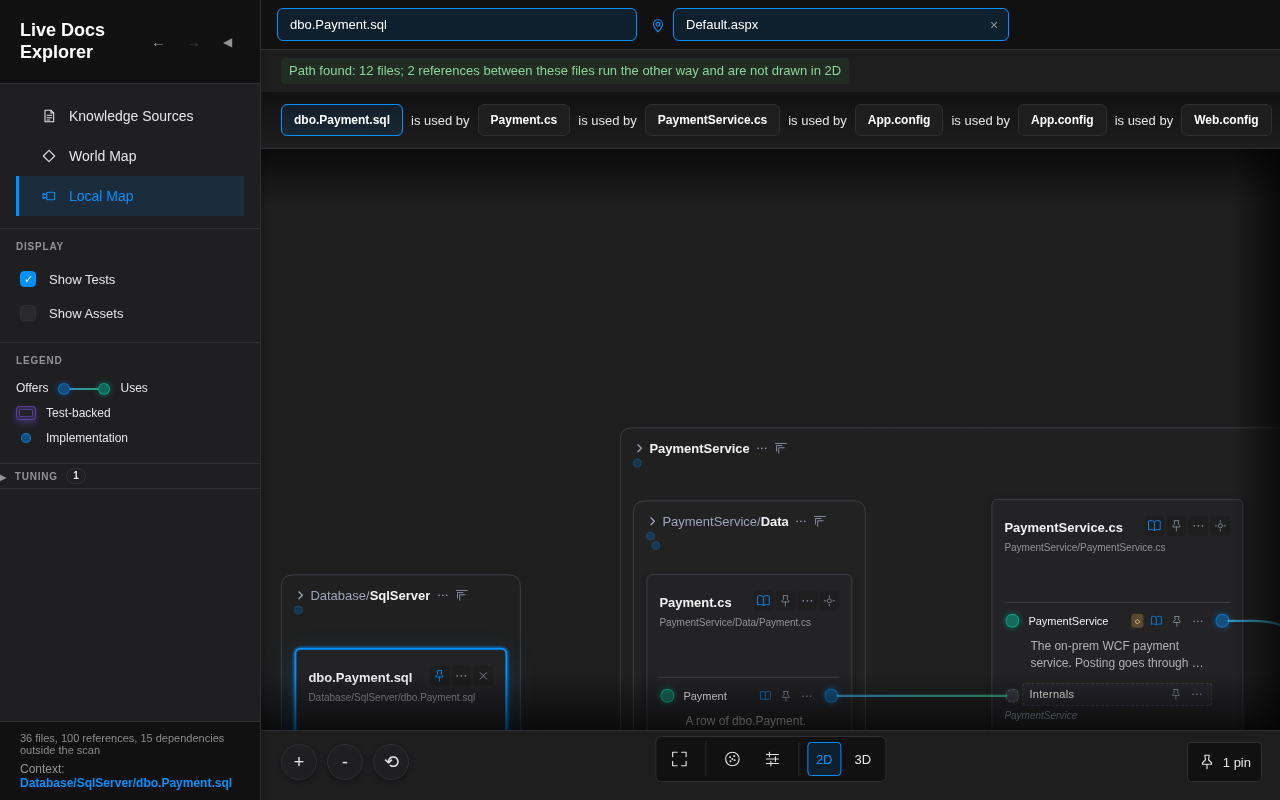 Live Docs
Explorer
Knowledge Sources
World Map
Local Map
DISPLAY
Show Tests
Show Assets
LEGEND
Offers Uses
Test-backed
Implementation
TUNING 1
36 files, 100 references, 15 dependencies
outside the scan
Context:
Database/SqlServer/dbo.Payment.sql
dbo.Payment.sql Default.aspx
Path found: 12 files; 2 references between these files run the other way and are not drawn in 2D
dbo.Payment.sql is used by Payment.cs is used by PaymentService.cs is used by App.config is used by App.config is used by Web.config
PaymentService
PaymentService/Data
Payment.cs
PaymentService/Data/Payment.cs
Payment
A row of dbo.Payment.
Database/SqlServer
dbo.Payment.sql
Database/SqlServer/dbo.Payment.sql
PaymentService.cs
PaymentService/PaymentService.cs
PaymentService
The on-prem WCF payment
service. Posting goes through …
Internals
PaymentService
+ -
2D 3D
1 pin